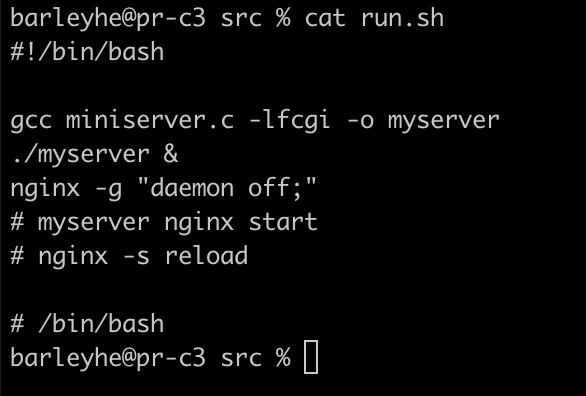 barleyhe@pr-c3 src % cat run.sh
#!/bin/bash

gcc miniserver.c -lfcgi -o myserver
./myserver &
nginx -g "daemon off;"
# myserver nginx start
# nginx -s reload

# /bin/bash
barleyhe@pr-c3 src %